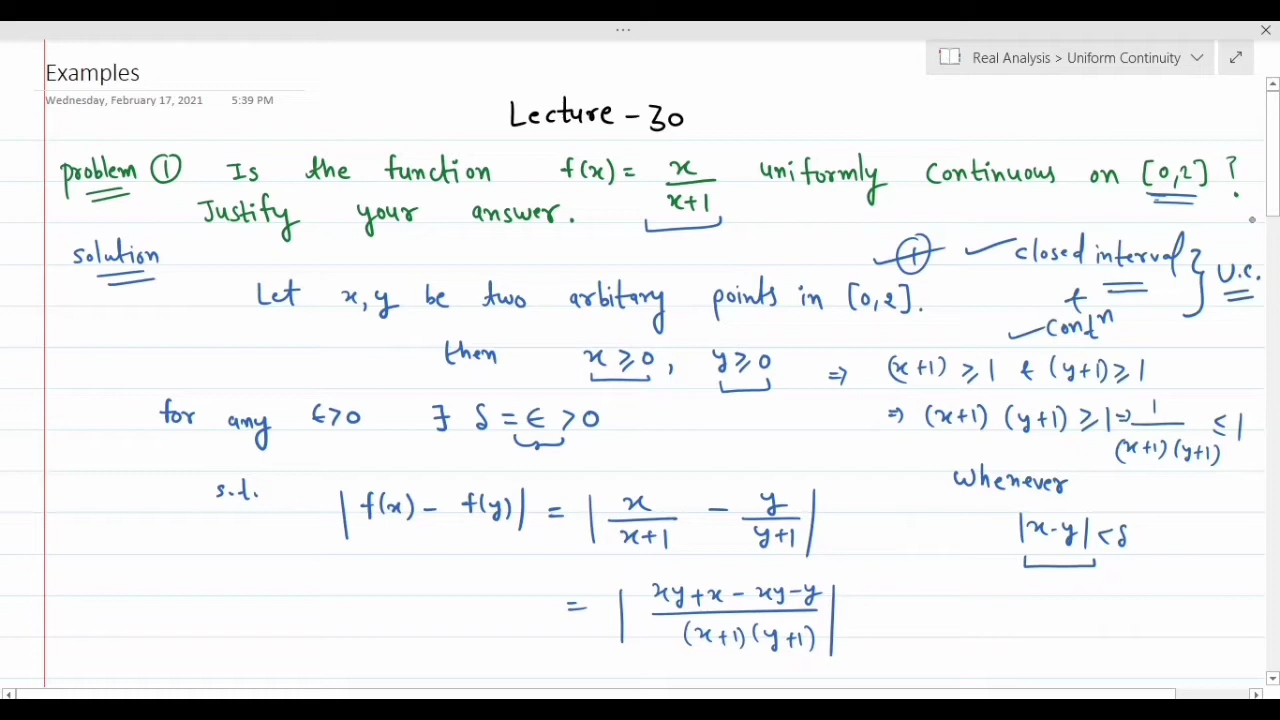 Real Analysis > Uniform Continuity
Examples
Wednesday, February 17, 2021 5:39 PM
Lecture - 30
problem ① Is the function f(x) = x/(x+1) uniformly continuous on [0,2] ?
Justify your answer.
solution
① closed interval
+
contⁿ
U.C.
Let x, y be two arbitary points in [0,2].
then x ≥ 0, y ≥ 0 ⇒ (x+1) ≥ 1 & (y+1) ≥ 1
for any ϵ>0 ∃ δ = ϵ > 0 ⇒ (x+1) (y+1) ≥ 1 ⇒ 1/((x+1)(y+1)) ≤ 1
whenever
s.t. |f(x) - f(y)| = |x/(x+1) - y/(y+1)| |x-y| < δ
= |(xy+x-xy-y)/((x+1)(y+1))|